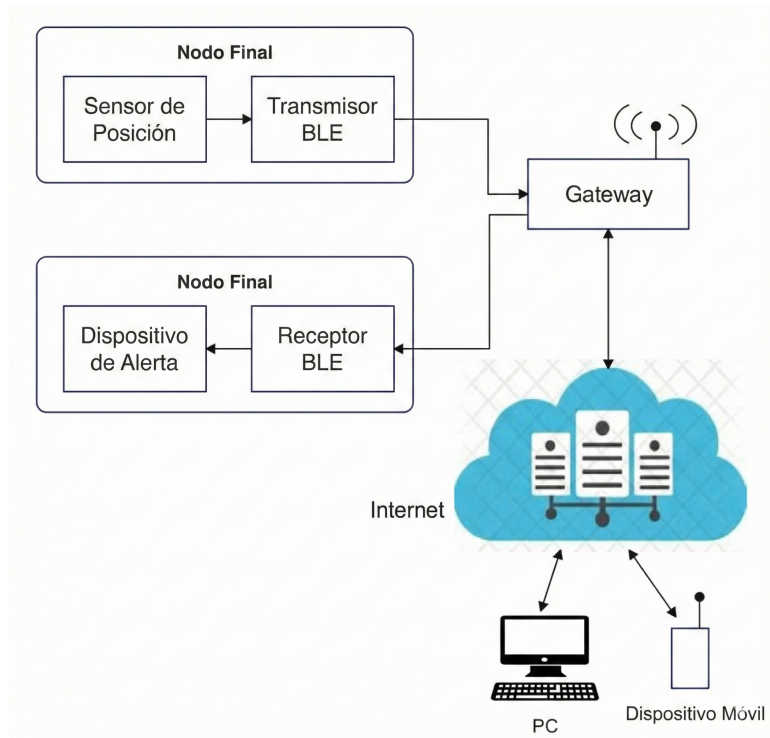 Nodo Final
Sensor de
Posición
Transmisor
BLE
Gateway
Nodo Final
Dispositivo
de Alerta
Receptor
BLE
Internet
PC
Dispositivo Móvil